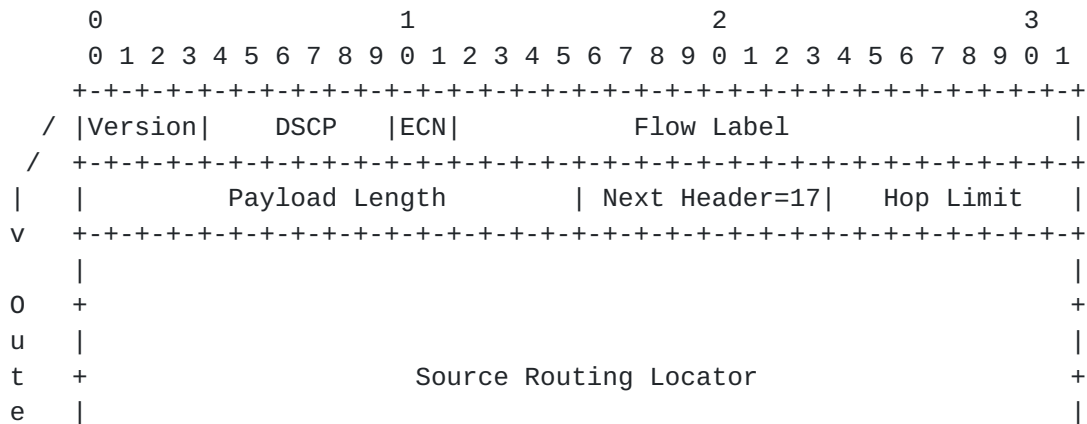 0                   1                   2                   3
        0 1 2 3 4 5 6 7 8 9 0 1 2 3 4 5 6 7 8 9 0 1 2 3 4 5 6 7 8 9 0 1
       +-+-+-+-+-+-+-+-+-+-+-+-+-+-+-+-+-+-+-+-+-+-+-+-+-+-+-+-+-+-+-+-+
     / |Version|    DSCP   |ECN|           Flow Label                  |
    /  +-+-+-+-+-+-+-+-+-+-+-+-+-+-+-+-+-+-+-+-+-+-+-+-+-+-+-+-+-+-+-+-+
   |   |         Payload Length        | Next Header=17|   Hop Limit   |
   v   +-+-+-+-+-+-+-+-+-+-+-+-+-+-+-+-+-+-+-+-+-+-+-+-+-+-+-+-+-+-+-+-+
       |                                                               |
   O   +                                                               +
   u   |                                                               |
   t   +                     Source Routing Locator                    +
   e   |                                                               |